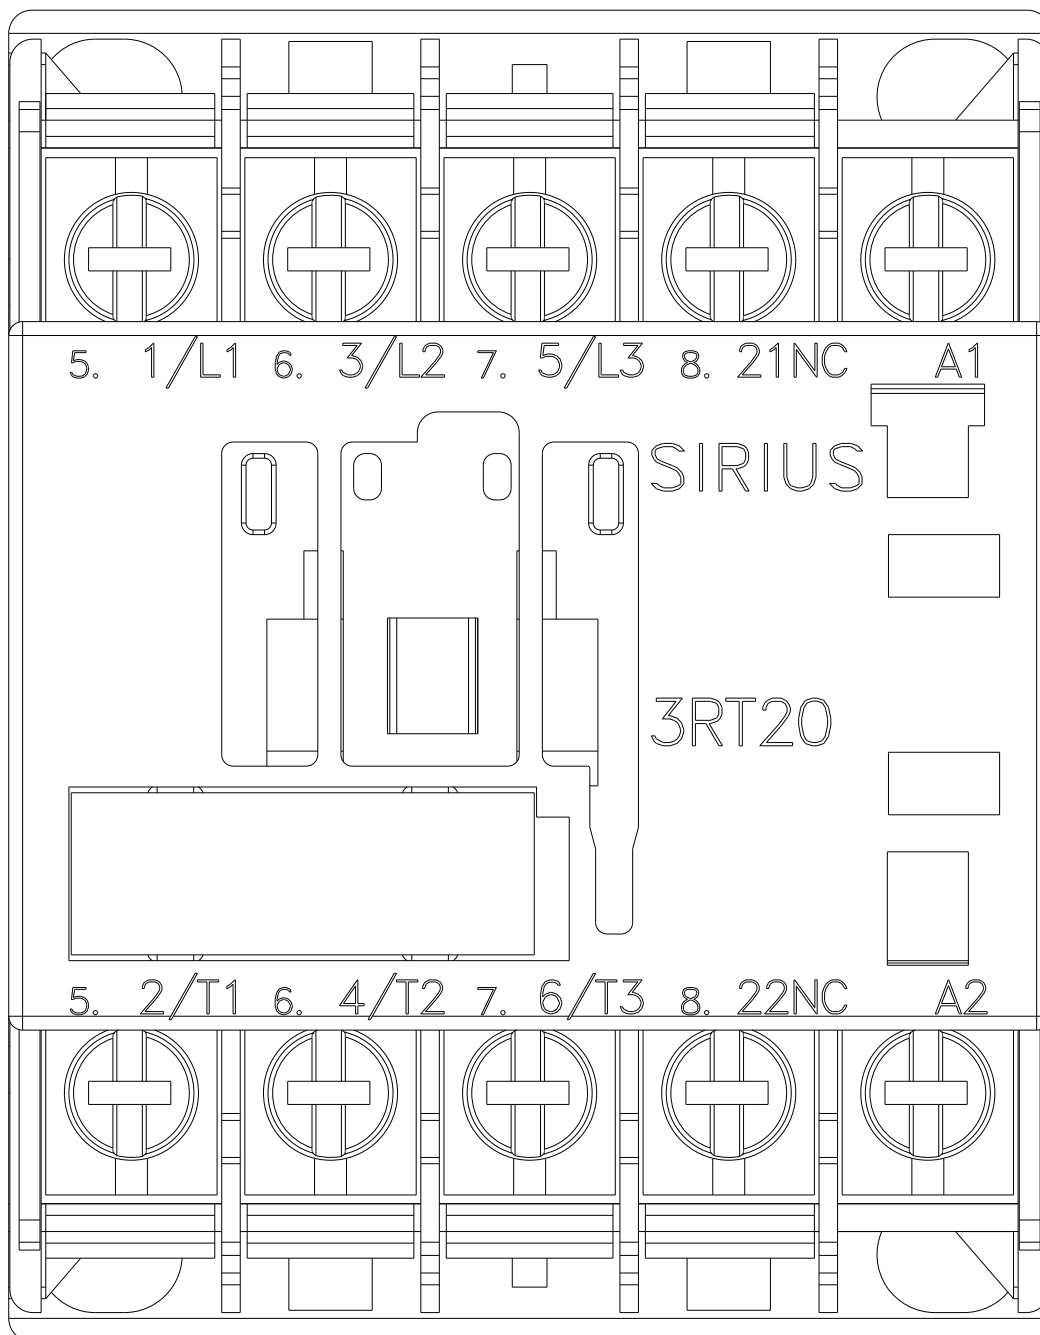 5. 1/L1 6. 3/L2 7. 5/L3 8. 21NC A1
SIRIUS
3RT20
5. 2/T1 6. 4/T2 7. 6/T3 8. 22NC A2